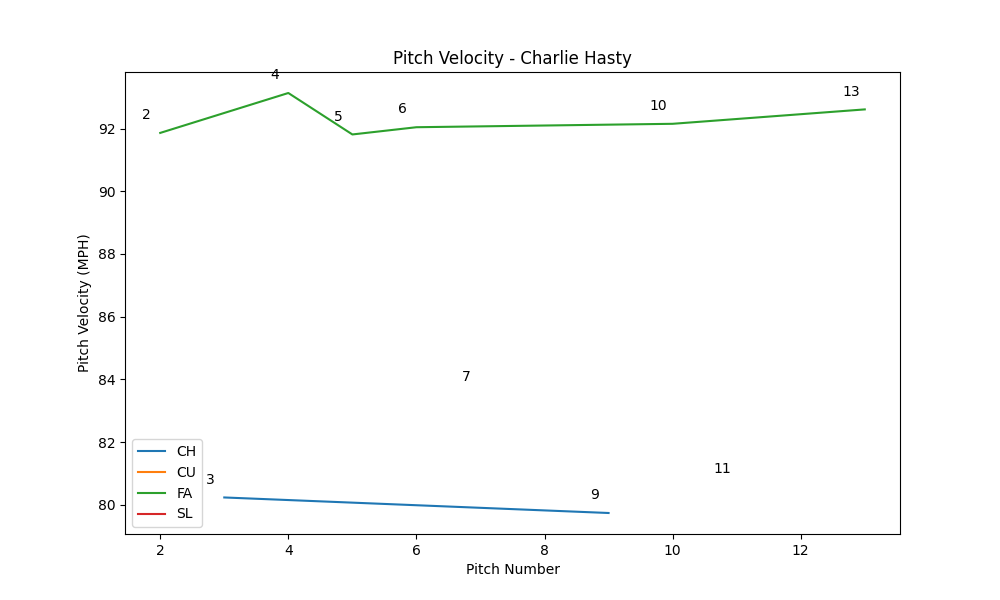 Pitch Velocity - Charlie Hasty
Pitch Velocity (MPH)
92
90
88
86
84
82
80
2
4
5
6
10
13
7
3
9
11
CH
CU
FA
SL
2 4 6 8 10 12
Pitch Number